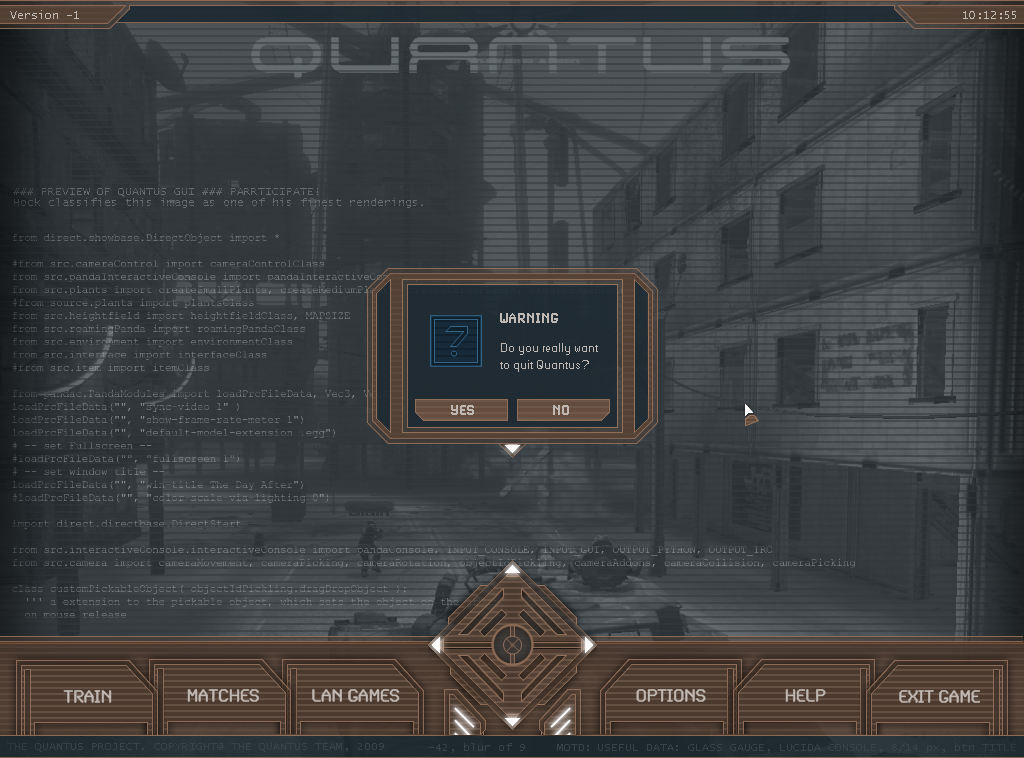 Version -1
10:12:55
QUANTUS
### PREVIEW OF QUANTUS GUI ### PARRTICIPATE!
Hock classifies this image as one of his finest renderings.
from direct.showbase.DirectObject import *
#from src.cameraControl import cameraControlClass
from src.pandaInteractiveConsole import pandaInteractiveCo
from src.plants import createSmallPlants, createMediumPl
#from source.plants import plantsClass
from src.heightfield import heightfieldClass, MAPSIZE
from src.roamingPanda import roamingPandaClass
from src.environment import environmentClass
from src.interface import interfaceClass
#from src.item import itemClass
from pandac.PandaModules import loadPrcFileData, Vec3, V
loadPrcFileData("", "sync-video 1" )
loadPrcFileData("", "show-frame-rate-meter 1")
loadPrcFileData("", "default-model-extension .egg")
# -- set Fullscreen --
#loadPrcFileData("", "fullscreen 1")
# -- set window title --
loadPrcFileData("", "win-title The Day After")
#loadPrcFileData("", "color-scale-via-lighting 0")
import direct.directbase.DirectStart
from src.interactiveConsole.interactiveConsole import pandaConsole, INPUT_CONSOLE, INPUT_GUI, OUTPUT_PYTHON, OUTPUT_IRC
from src.camera import cameraMovement, cameraPicking, cameraRotation, objectIdPickling, cameraAddons, cameraCollision, cameraPicking
class customPickableObject( objectIdPickling.dragDropObject ):
''' a extension to the pickable object, which sets the object on the
on mouse release
WARNING
Do you really want
to quit Quantus?
YES
NO
TRAIN
MATCHES
LAN GAMES
OPTIONS
HELP
EXIT GAME
THE QUANTUS PROJECT. COPYRIGHT© THE QUANTUS TEAM, 2009
-42, blur of 9
MOTD: USEFUL DATA: GLASS GAUGE, LUCIDA CONSOLE, 8/14 px, btn TITLE